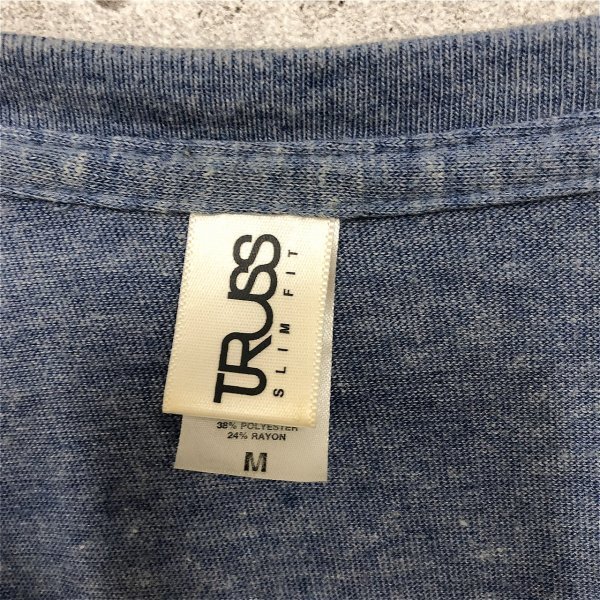 TRUSS
SLIM FIT
38% POLYESTER
24% RAYON
M